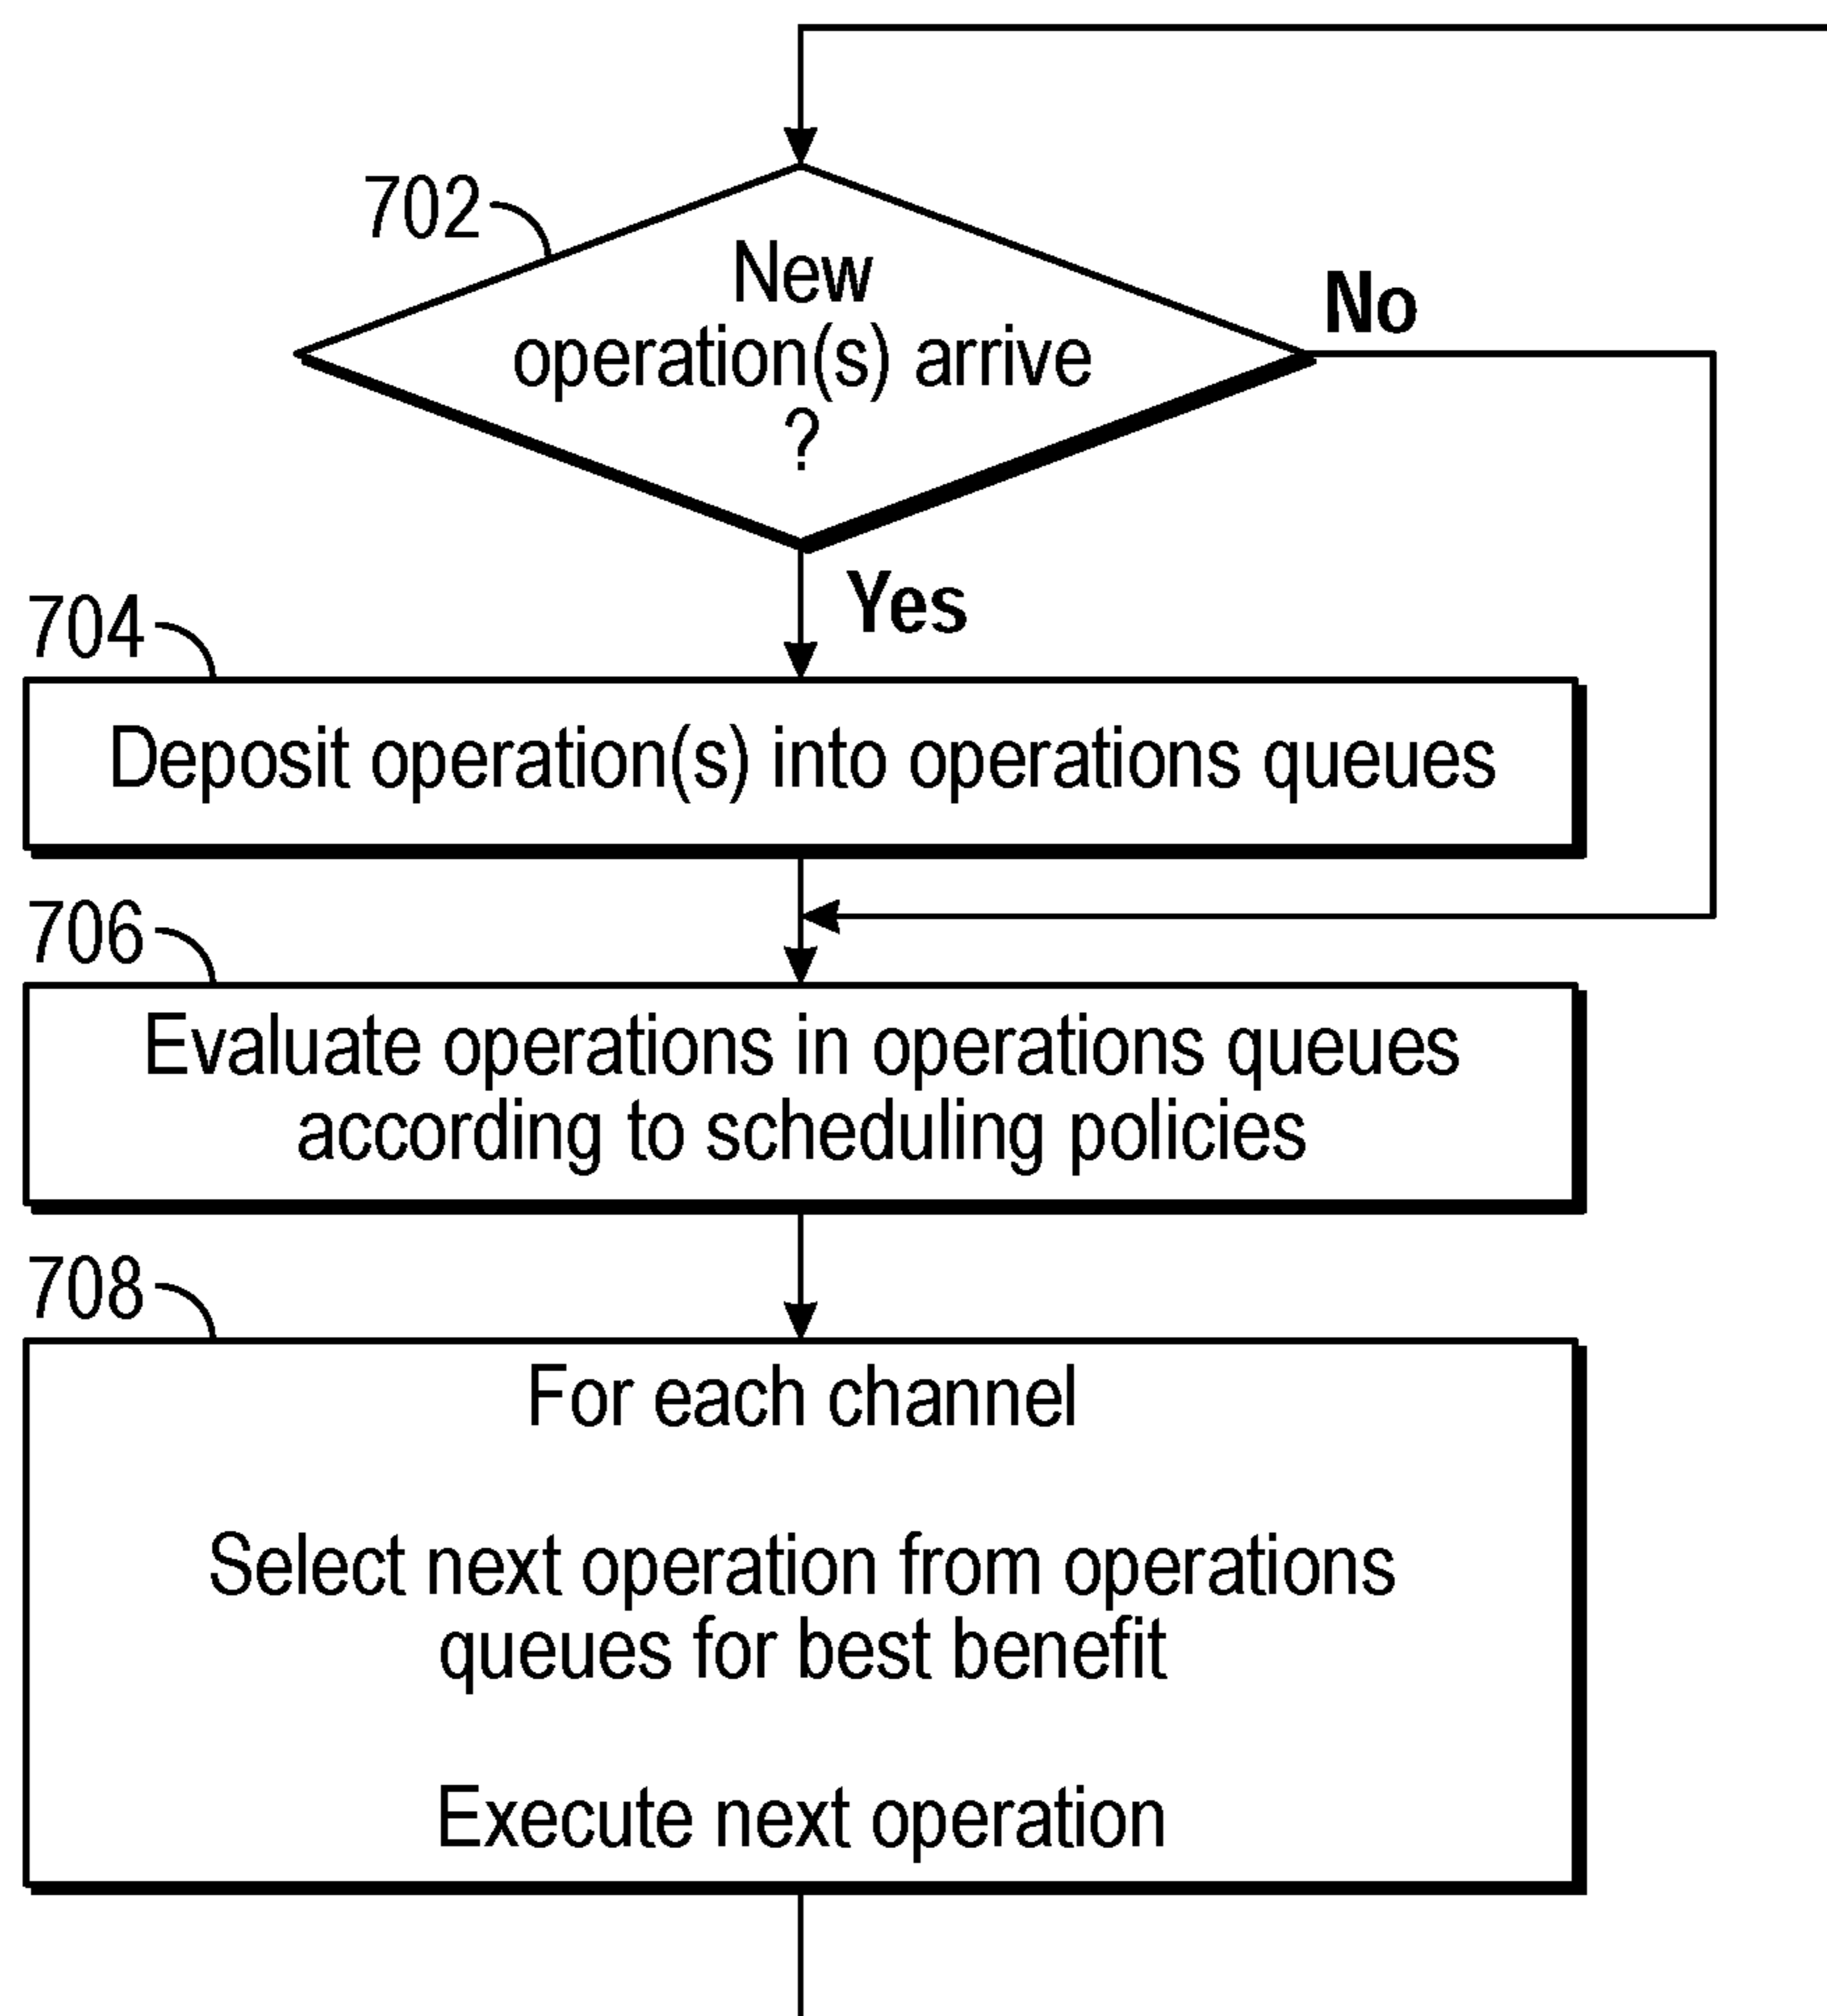 702
New
operation(s) arrive
?
No
Yes
704
Deposit operation(s) into operations queues
706
Evaluate operations in operations queues
according to scheduling policies
708
For each channel
Select next operation from operations
queues for best benefit
Execute next operation